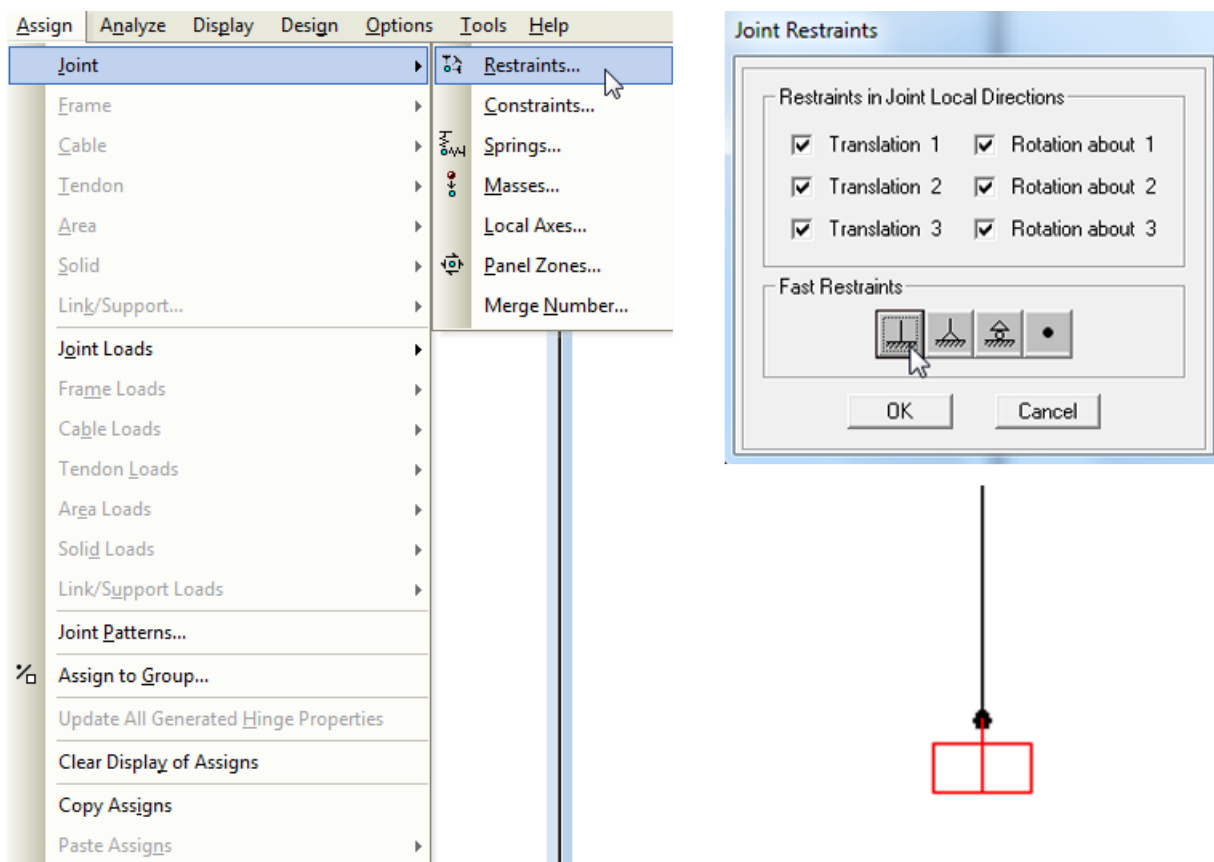 Assign Analyze Display Design Options Tools Help
Joint
Frame
Cable
Tendon
Area
Solid
Link/Support...
Joint Loads
Frame Loads
Cable Loads
Tendon Loads
Area Loads
Solid Loads
Link/Support Loads
Joint Patterns...
Assign to Group...
Update All Generated Hinge Properties
Clear Display of Assigns
Copy Assigns
Paste Assigns
Restraints...
Constraints...
Springs...
Masses...
Local Axes...
Panel Zones...
Merge Number...
Joint Restraints
Restraints in Joint Local Directions
Translation 1 Rotation about 1
Translation 2 Rotation about 2
Translation 3 Rotation about 3
Fast Restraints
OK Cancel